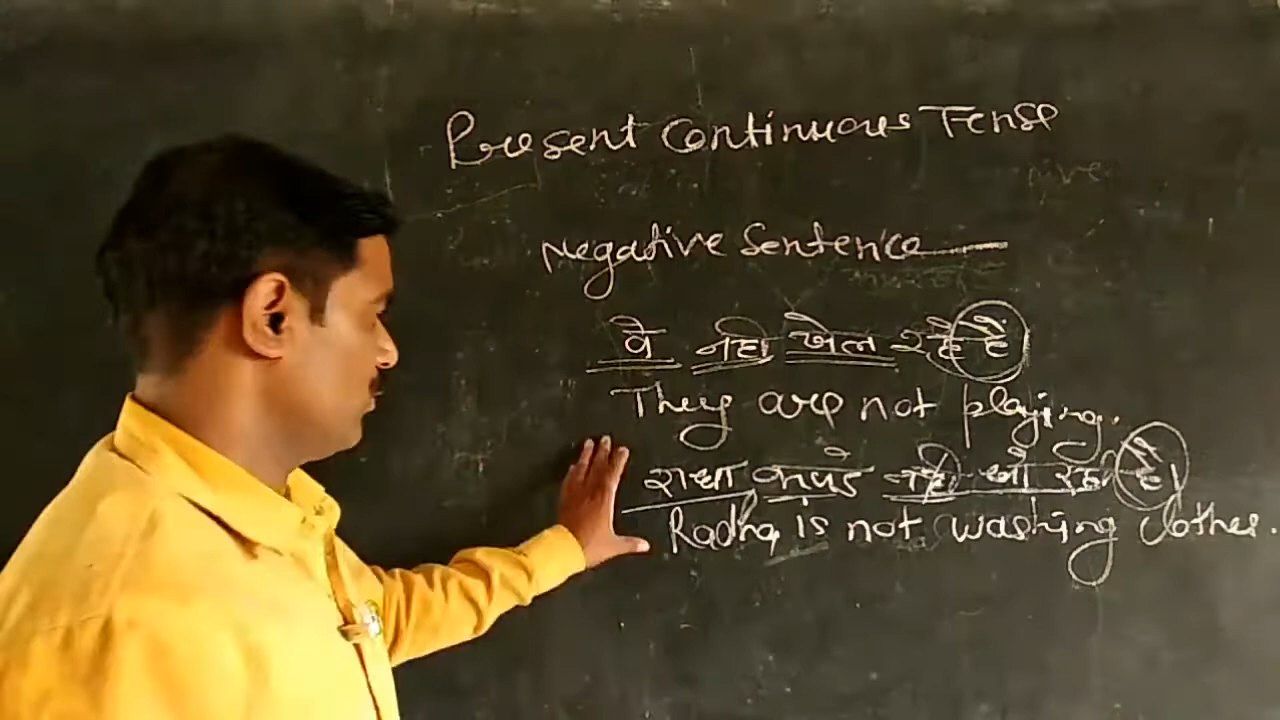 Present Continuous Tense
Negative Sentence
वे नही खेल रहे हैं
They are not playing.
राधा कपडे नही धो रही है।
Radha is not washing clothes.